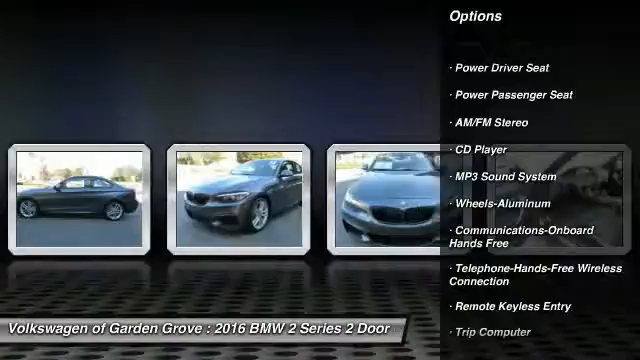 Options
· Power Driver Seat
· Power Passenger Seat
· AM/FM Stereo
· CD Player
· MP3 Sound System
· Wheels-Aluminum
· Communications-Onboard
Hands Free
· Telephone-Hands-Free Wireless
Connection
· Remote Keyless Entry
· Trip Computer
Volkswagen of Garden Grove : 2016 BMW 2 Series 2 Door